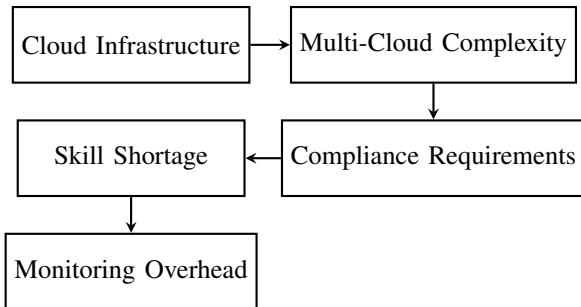 Cloud Infrastructure
Multi-Cloud Complexity
Skill Shortage
Compliance Requirements
Monitoring Overhead